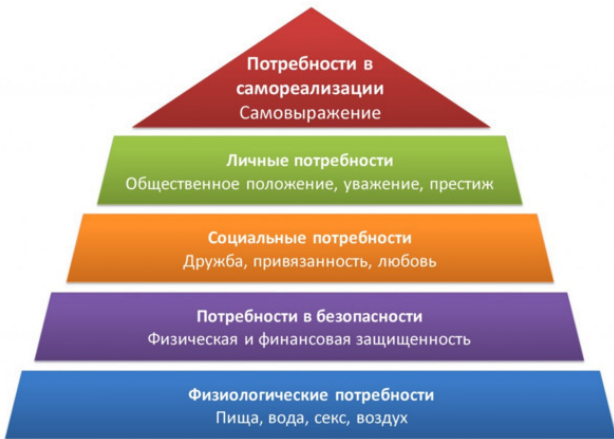 Потребности в
самореализации
Самовыражение
Личные потребности
Общественное положение, уважение, престиж
Социальные потребности
Дружба, привязанность, любовь
Потребности в безопасности
Физическая и финансовая защищенность
Физиологические потребности
Пища, вода, секс, воздух